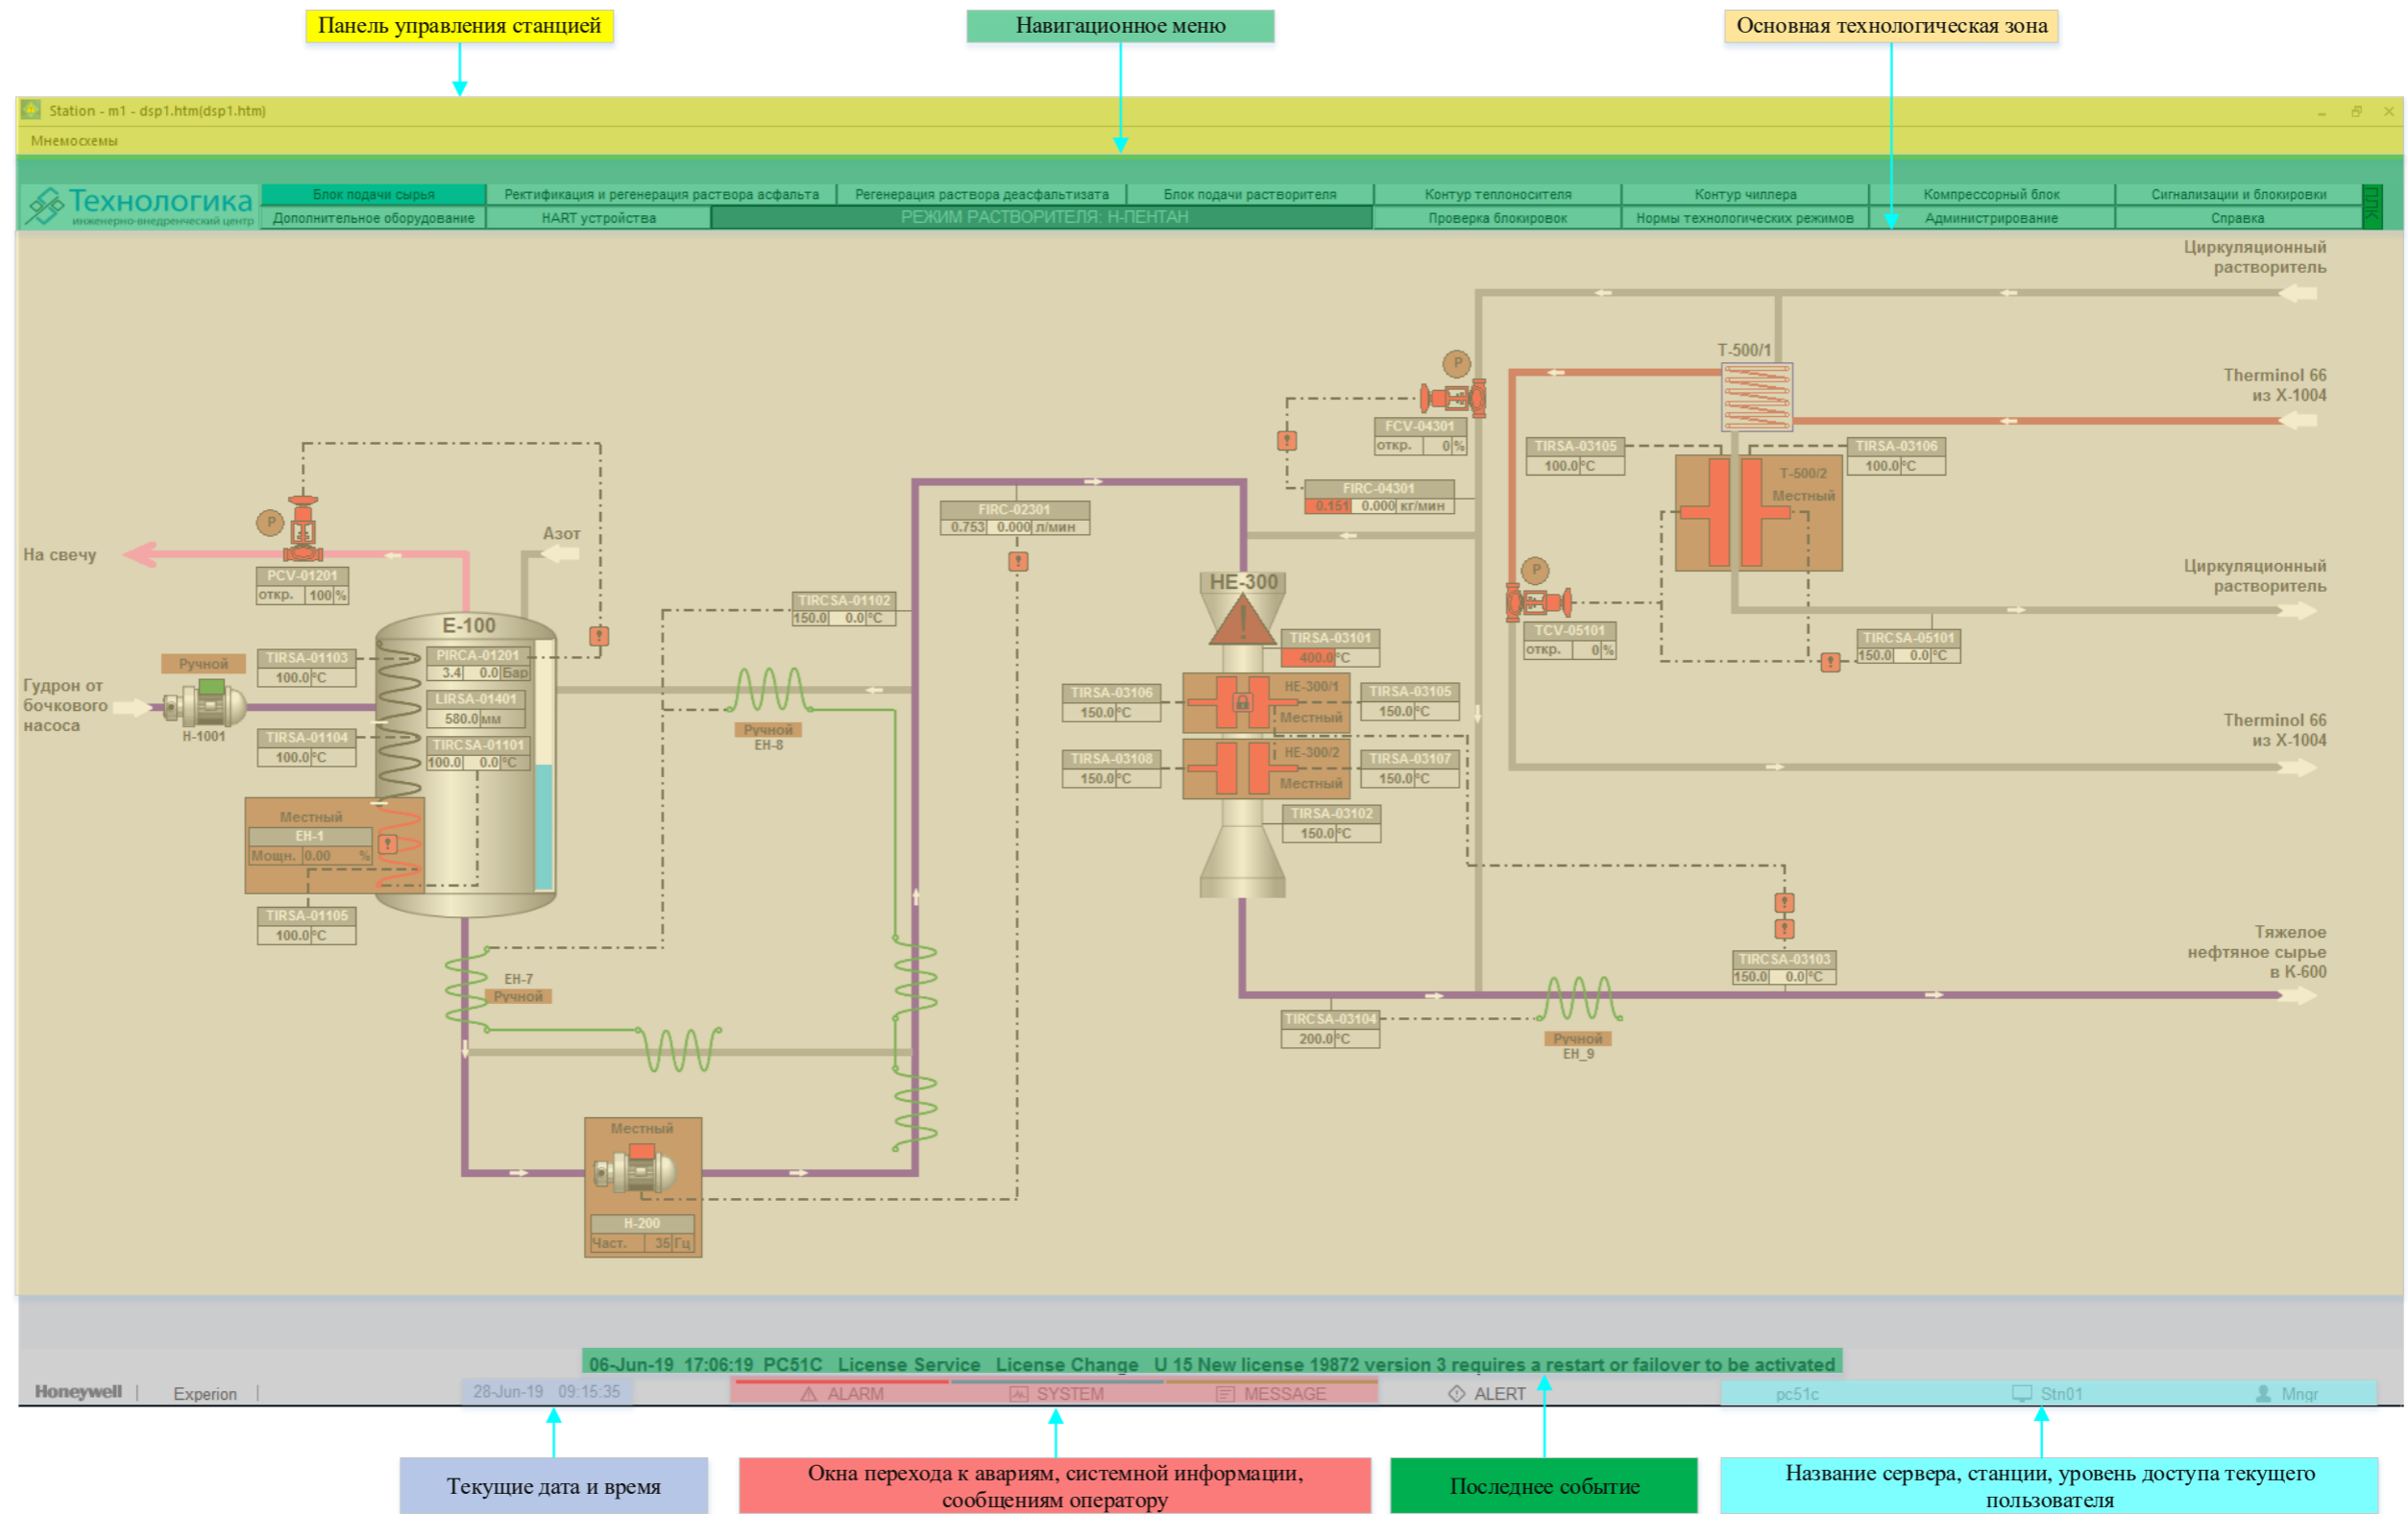 Панель управления станцией
Навигационное меню
Основная технологическая зона
Station - m1 - dsp1.htm(dsp1.htm)
Мнемосхемы
Технологика
инженерно-внедренческий центр
Блок подачи сырья
Ректификация и регенерация раствора асфальта
Регенерация раствора деасфальтизата
Блок подачи растворителя
Контур теплоносителя
Контур чиллера
Компрессорный блок
Сигнализации и блокировки
ПЛК
Дополнительное оборудование
HART устройства
РЕЖИМ РАСТВОРИТЕЛЯ: Н-ПЕНТАН
Проверка блокировок
Нормы технологических режимов
Администрирование
Справка
Циркуляционный
растворитель
T-500/1
P
Therminol 66
из X-1004
FCV-04301
откр. 0 %
TIRSA-03105
100.0 °C
TIRSA-03106
100.0 °C
T-500/2
Местный
FIRC-04301
0.151 0.000 кг/мин
FIRC-02301
0.753 0.000 л/мин
P
Азот
На свечу
PCV-01201
откр. 100 %
P
Циркуляционный
растворитель
HE-300
TIRCSA-01102
150.0 0.0 °C
TCV-05101
откр. 0 %
TIRCSA-05101
150.0 0.0 °C
E-100
TIRSA-03101
400.0 °C
Ручной
TIRSA-01103
100.0 °C
PIRCA-01201
3.4 0.0 Бар
Гудрон от
бочкового
насоса
H-1001
LIRSA-01401
580.0 мм
TIRSA-03106
150.0 °C
HE-300/1
Местный
TIRSA-03105
150.0 °C
Ручной
EH-8
TIRSA-01104
100.0 °C
TIRCSA-01101
100.0 0.0 °C
TIRSA-03108
150.0 °C
HE-300/2
Местный
TIRSA-03107
150.0 °C
Therminol 66
из X-1004
Местный
EH-1
Мощн. 0.00 %
TIRSA-03102
150.0 °C
TIRSA-01105
100.0 °C
Тяжелое
нефтяное сырье
в К-600
TIRCSA-03103
150.0 0.0 °C
EH-7
Ручной
TIRCSA-03104
200.0 °C
Ручной
EH_9
Местный
H-200
Част. 35 Гц
06-Jun-19 17:06:19 PC51C License Service License Change U 15 New license 19872 version 3 requires a restart or failover to be activated
Honeywell | Experion |
28-Jun-19 09:15:35
ALARM
SYSTEM
MESSAGE
ALERT
pc51c
Stn01
Mngr
Текущие дата и время
Окна перехода к авариям, системной информации,
сообщениям оператору
Последнее событие
Название сервера, станции, уровень доступа текущего
пользователя